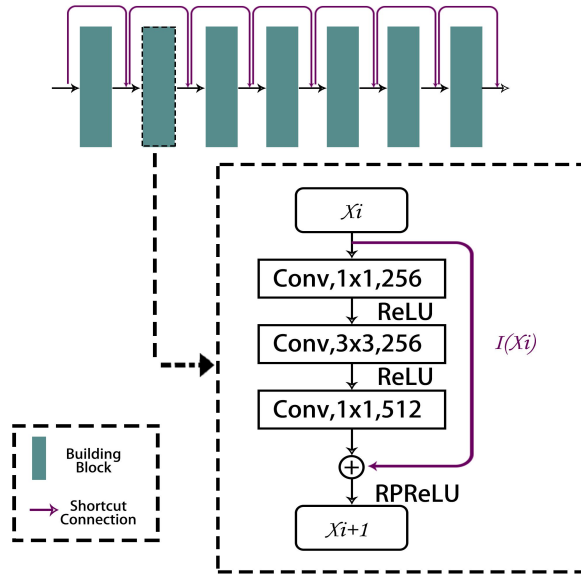 Xi
Conv,1x1,256
ReLU
Conv,3x3,256
I(Xi)
ReLU
Conv,1x1,512
+
RPReLU
Xi+1
Building
Block
Shortcut
Connection